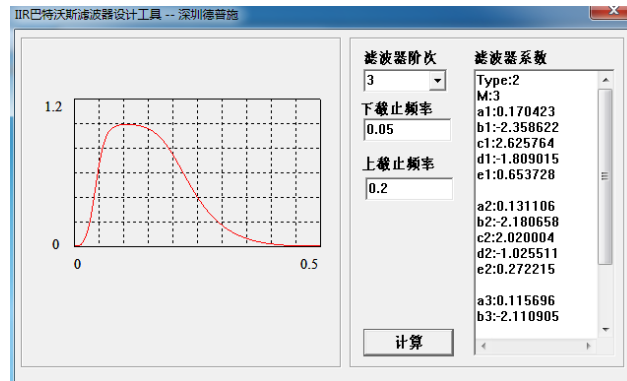 IIR巴特沃斯滤波器设计工具 -- 深圳德普施
1.2
0
0
0.5
滤波器阶次
3
下截止频率
0.05
上截止频率
0.2
计算
滤波器系数
Type:2
M:3
a1:0.170423
b1:-2.358622
c1:2.625764
d1:-1.809015
e1:0.653728
a2:0.131106
b2:-2.180658
c2:2.020004
d2:-1.025511
e2:0.272215
a3:0.115696
b3:-2.110905